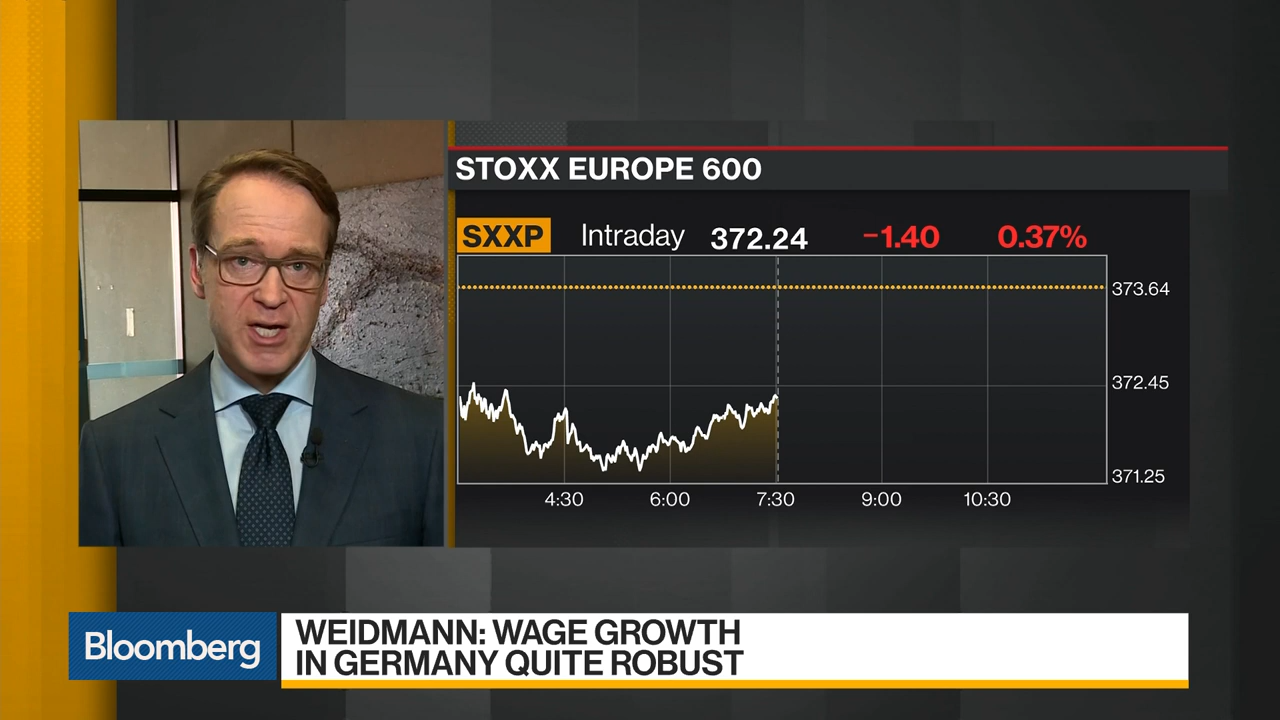 STOXX EUROPE 600
SXXP Intraday 372.24 −1.40 0.37%
373.64
372.45
371.25
4:30 6:00 7:30 9:00 10:30
Bloomberg
WEIDMANN: WAGE GROWTH
IN GERMANY QUITE ROBUST